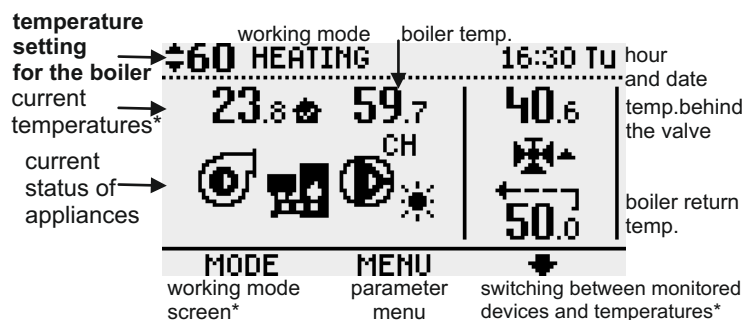 temperature
setting
for the boiler
working mode
boiler temp.
60 HEATING
16:30 Tu
hour
and date
current
temperatures*
23.8
59.7
40.6
temp.behind
the valve
CH
current
status of
appliances
50.0
boiler return
temp.
MODE
MENU
working mode
screen*
parameter
menu
switching between monitored
devices and temperatures*